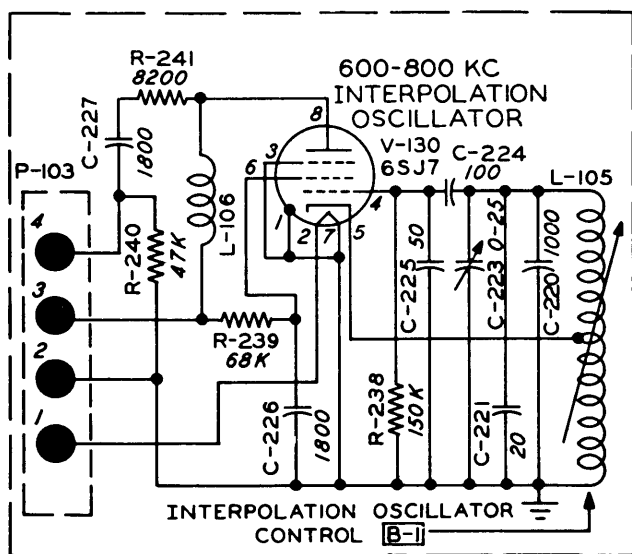 R-241
8200
600-800 KC
INTERPOLATION
OSCILLATOR
V-130
6SJ7
C-227
1800
P-103
4
3
2
1
R-240
47K
L-106
8
3
6
1
2
7
5
4
C-224
100
L-105
C-225
50
C-223
0-25
C-220
1000
R-239
68K
C-226
1800
R-238
150K
C-221
20
INTERPOLATION OSCILLATOR
CONTROL B-1